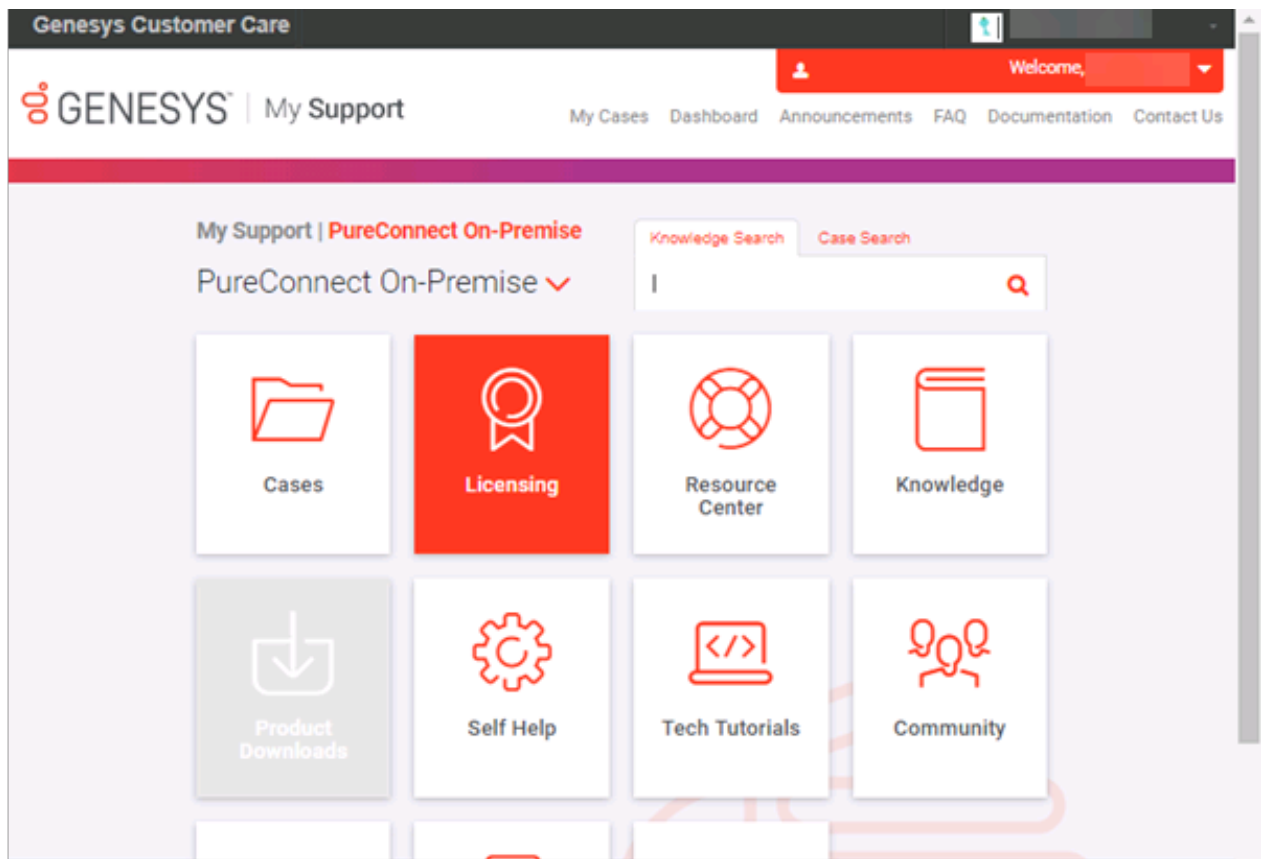 Genesys Customer Care
Welcome,
GENESYS™ | My Support
My Cases Dashboard Announcements FAQ Documentation Contact Us
My Support | PureConnect On-Premise
Knowledge Search Case Search
PureConnect On-Premise
Cases
Licensing
Resource
Center
Knowledge
</>
Product
Downloads
Self Help
Tech Tutorials
Community